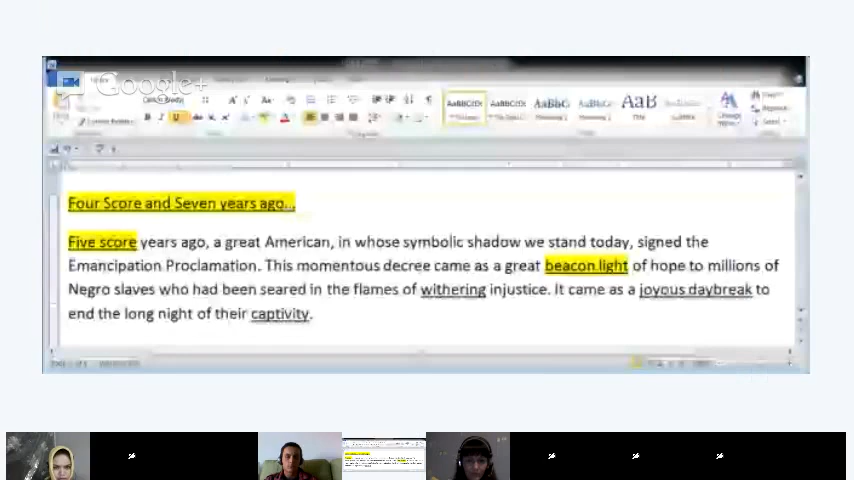 Google+
AaBbCcDc AaBbCcDc AaBbC AaBbCc AaB
Title
Four Score and Seven years ago...
Five score years ago, a great American, in whose symbolic shadow we stand today, signed the
Emancipation Proclamation. This momentous decree came as a great beacon light of hope to millions of
Negro slaves who had been seared in the flames of withering injustice. It came as a joyous daybreak to
end the long night of their captivity.